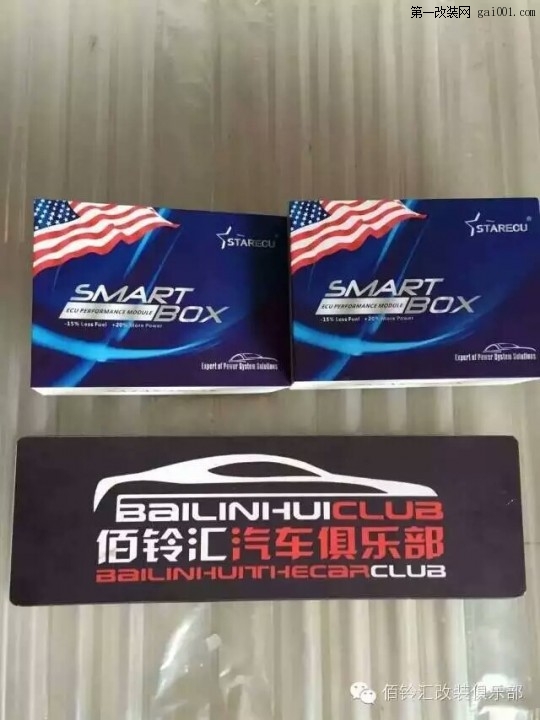 第一改装网 gai001.com
STARECU
SMART
ECU PERFORMANCE MODULE
BOX
-15% Less Fuel +20% More Power
Expert of Power System Solutions
STARECU®
SMART
ECU PERFORMANCE MODULE
BOX
-15% Less Fuel +20% More Power
Expert of Power System Solutions
BAILINHUICLUB
佰铃汇汽车俱乐部
BAILINHUITHECARCLUB
佰铃汇改装俱乐部